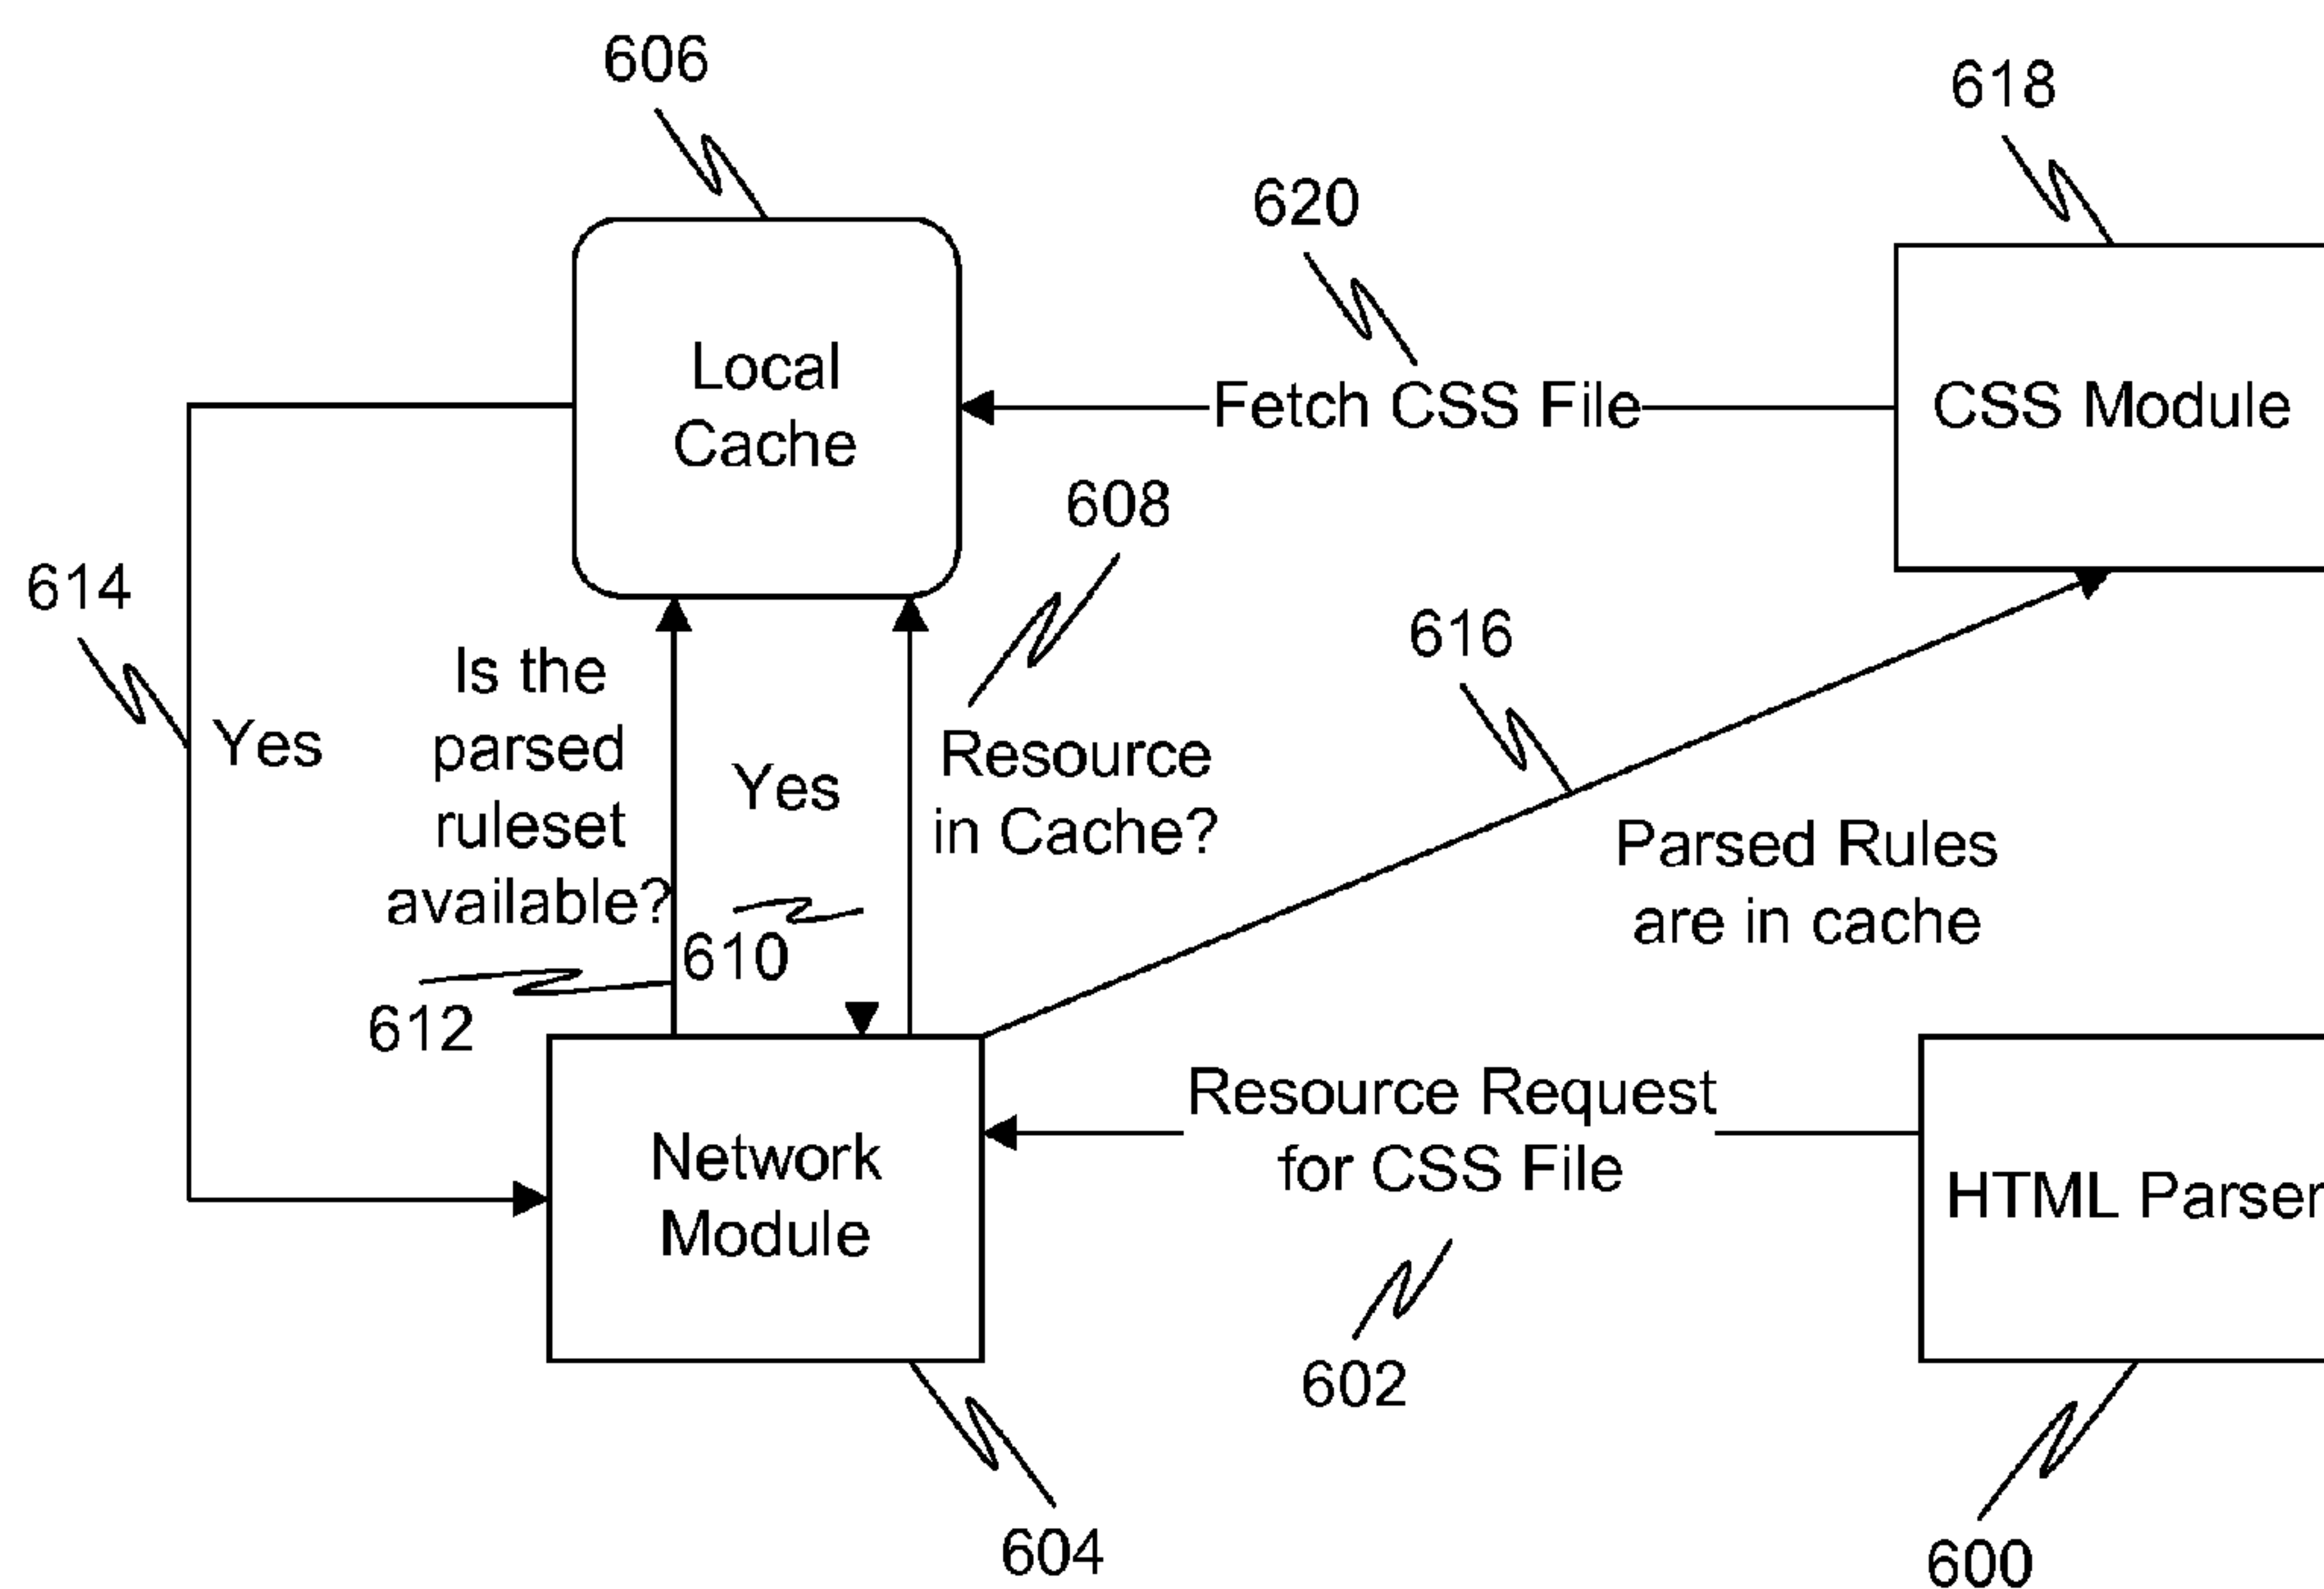 606
618
620
Local
Cache
Fetch CSS File
CSS Module
608
614
616
Is the
parsed
ruleset
available?
Yes
Yes
Resource
in Cache?
Parsed Rules
are in cache
610
612
Resource Request
for CSS File
Network
Module
HTML Parser
602
604
600